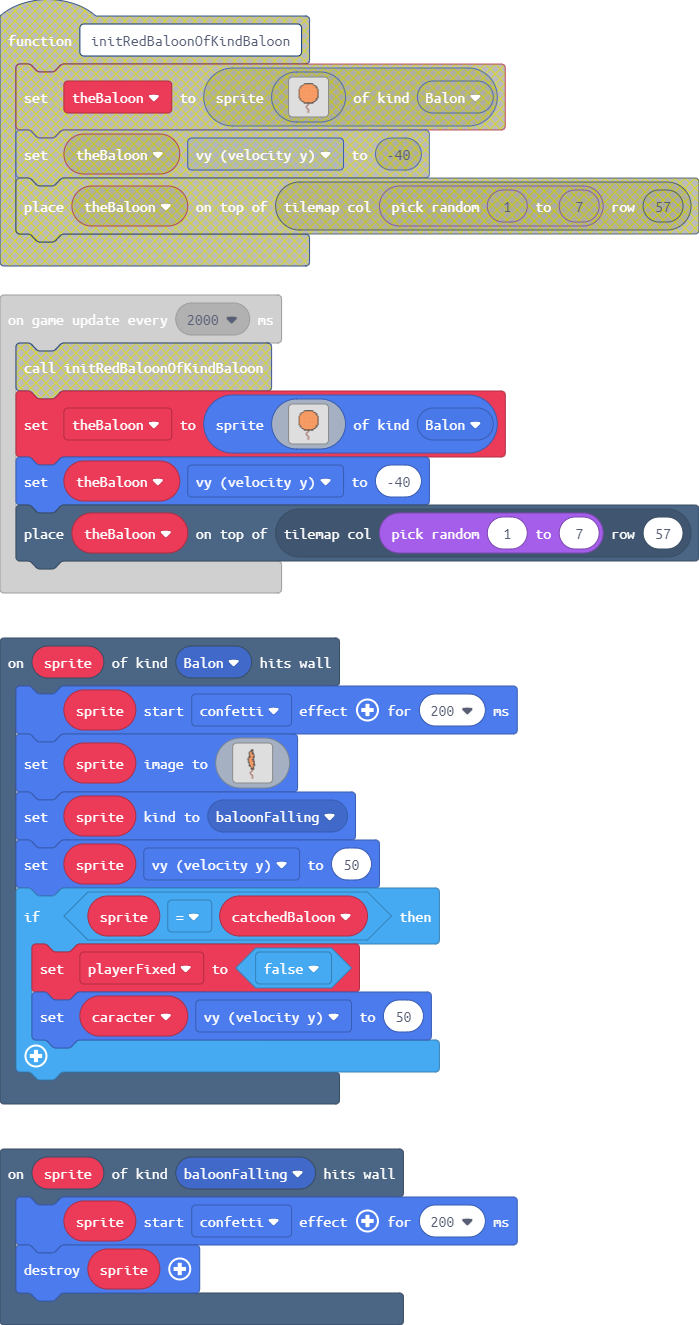 function initRedBaloonOfKindBaloon
set theBaloon to sprite of kind Balon
set theBaloon vy (velocity y) to -40
place theBaloon on top of tilemap col pick random 1 to 7 row 57
on game update every 2000 ms
call initRedBaloonOfKindBaloon
set theBaloon to sprite of kind Balon
set theBaloon vy (velocity y) to -40
place theBaloon on top of tilemap col pick random 1 to 7 row 57
on sprite of kind Balon hits wall
sprite start confetti effect + for 200 ms
set sprite image to
set sprite kind to baloonFalling
set sprite vy (velocity y) to 50
if sprite = catchedBaloon then
set playerFixed to false
set caracter vy (velocity y) to 50
on sprite of kind baloonFalling hits wall
sprite start confetti effect + for 200 ms
destroy sprite +